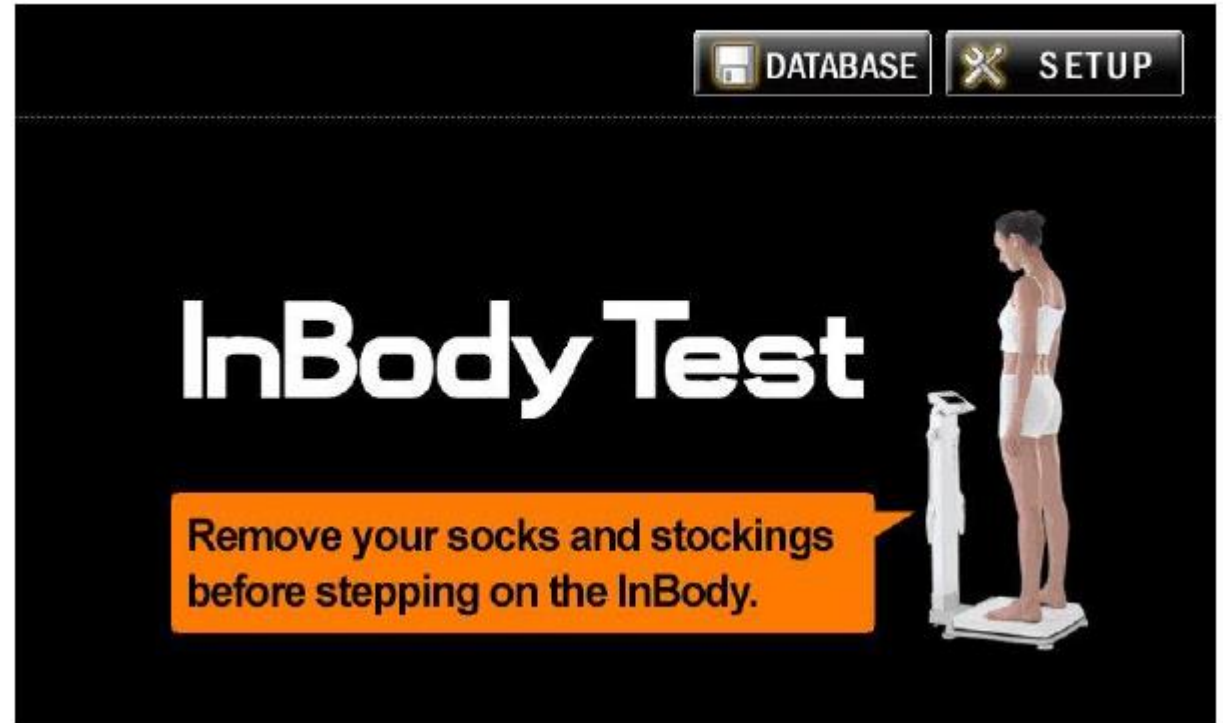 DATABASE
SETUP
InBody Test
Remove your socks and stockings
before stepping on the InBody.